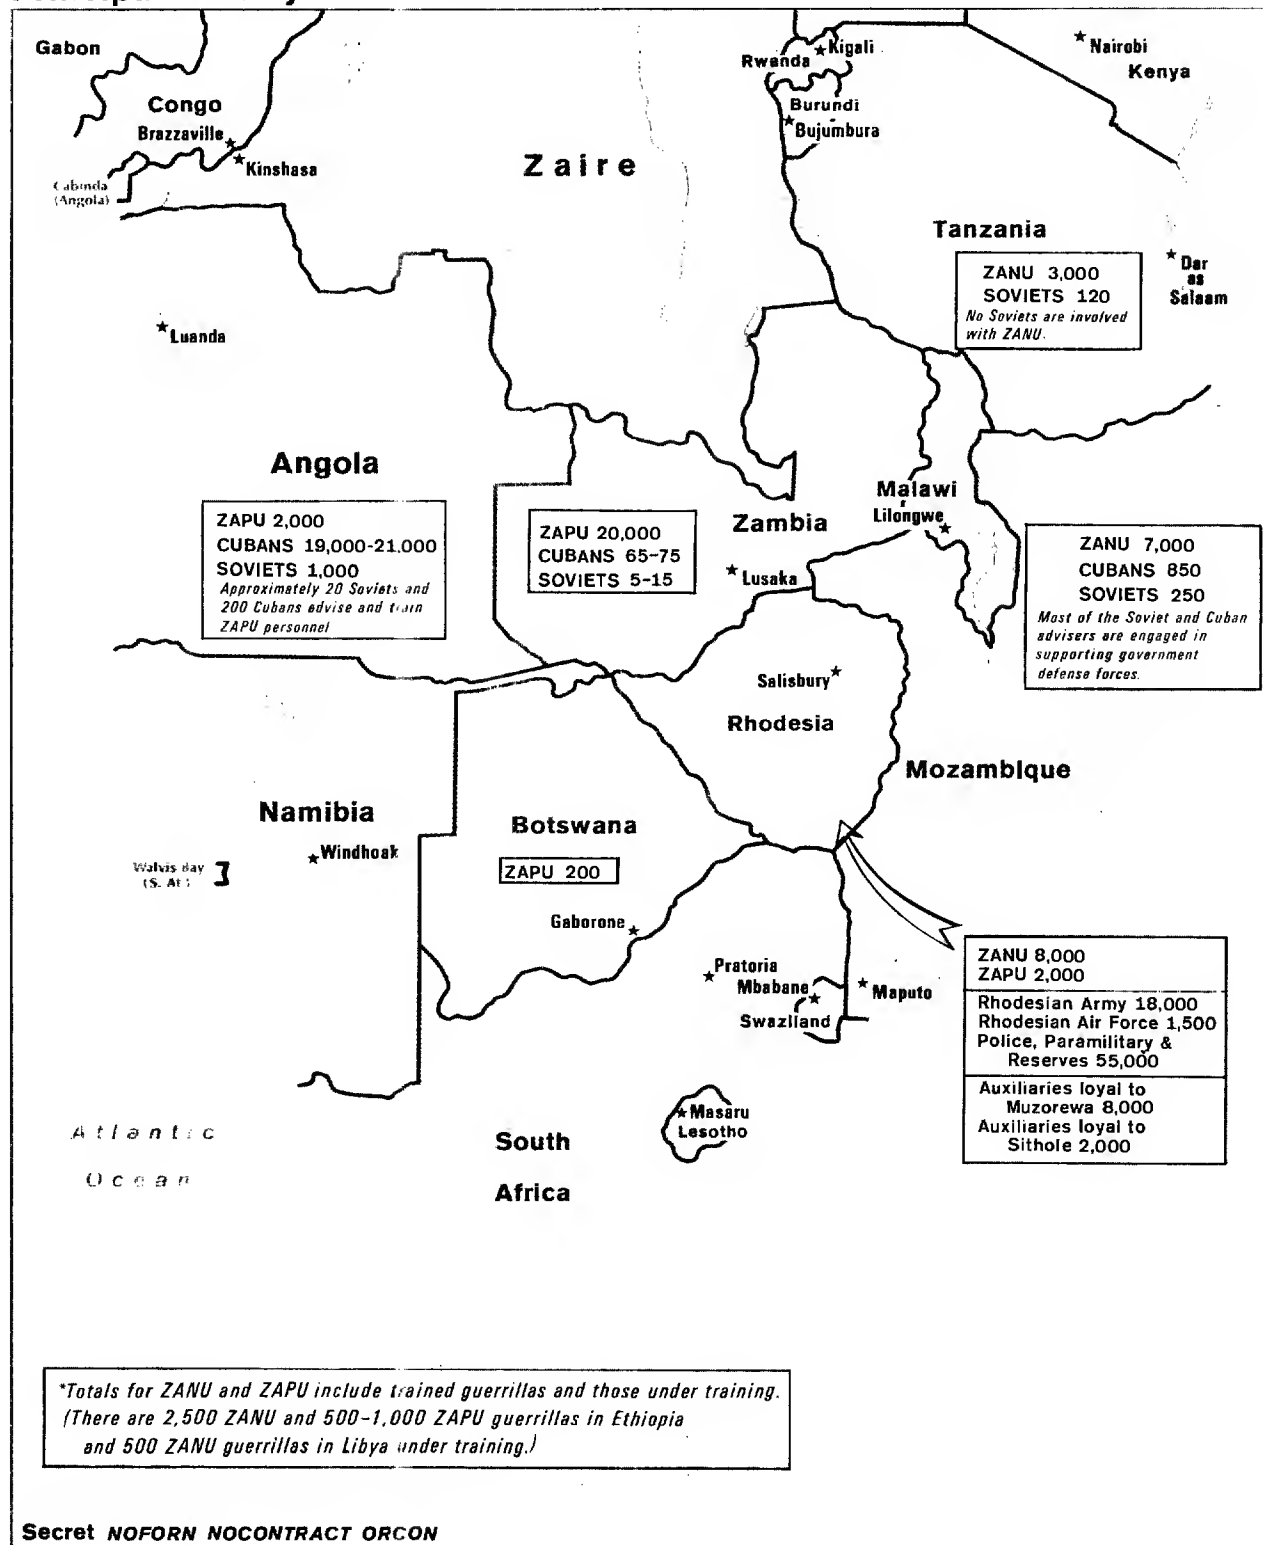 Gabon
Congo
Brazzaville
Kinshasa
Cabinda
(Angola)
Zaire
Rwanda
Kigali
Burundi
Bujumbura
Nairobi
Kenya
Tanzania
ZANU 3,000
SOVIETS 120
No Soviets are involved
with ZANU.
Dar
as
Salaam
Luanda
Angola
ZAPU 2,000
CUBANS 19,000-21.000
SOVIETS 1,000
Approximately 20 Soviets and
200 Cubans advise and train
ZAPU personnel
ZAPU 20,000
CUBANS 65-75
SOVIETS 5-15
Zambia
Lusaka
Malawi
Lilongwe
ZANU 7,000
CUBANS 850
SOVIETS 250
Most of the Soviet and Cuban
advisers are engaged in
supporting government
defense forces.
Salisbury
Rhodesia
Mozambique
Namibia
Windhoak
Walvis Bay
(S. Af.)
Botswana
ZAPU 200
Gaborone
Pratoria
Mbabane
Swaziland
Maputo
ZANU 8,000
ZAPU 2,000
Rhodesian Army 18,000
Rhodesian Air Force 1,500
Police, Paramilitary &
Reserves 55,000
Auxiliaries loyal to
Muzorewa 8,000
Auxiliaries loyal to
Sithole 2,000
Masaru
Lesotho
South
Africa
Atlantic
Ocean
*Totals for ZANU and ZAPU include trained guerrillas and those under training.
(There are 2,500 ZANU and 500-1,000 ZAPU guerrillas in Ethiopia
and 500 ZANU guerrillas in Libya under training.)
Secret NOFORN NOCONTRACT ORCON